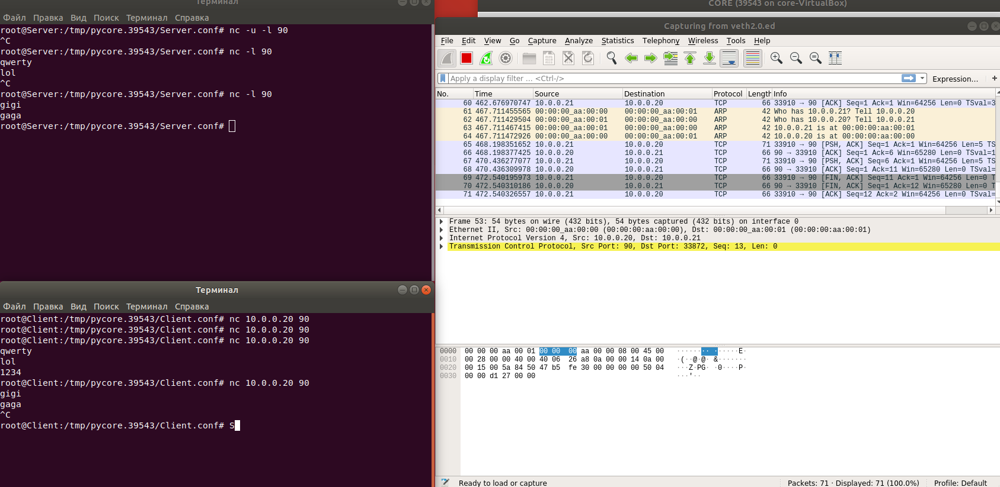 Терминал
Файл Правка Вид Поиск Терминал Справка
root@Server:/tmp/pycore.39543/Server.conf# nc -u -l 90
^C
root@Server:/tmp/pycore.39543/Server.conf# nc -l 90
qwerty
lol
^C
root@Server:/tmp/pycore.39543/Server.conf# nc -l 90
gigi
gaga
root@Server:/tmp/pycore.39543/Server.conf#
Терминал
Файл Правка Вид Поиск Терминал Справка
root@Client:/tmp/pycore.39543/Client.conf# nc 10.0.0.20 90
root@Client:/tmp/pycore.39543/Client.conf# nc 10.0.0.20 90
root@Client:/tmp/pycore.39543/Client.conf# nc 10.0.0.20 90
qwerty
lol
1234
root@Client:/tmp/pycore.39543/Client.conf# nc 10.0.0.20 90
gigi
gaga
^C
root@Client:/tmp/pycore.39543/Client.conf# S
CORE (39543 on core-VirtualBox)
Capturing from veth2.0.ed
File Edit View Go Capture Analyze Statistics Telephony Wireless Tools Help
Apply a display filter ... <Ctrl-/> Expression... +
No. Time Source Destination Protocol Length Info
60 462.676970747 10.0.0.21 10.0.0.20 TCP 66 33910 → 90 [ACK] Seq=1 Ack=1 Win=64256 Len=0 TSval=3
61 467.711455565 00:00:00_aa:00:00 00:00:00_aa:00:01 ARP 42 Who has 10.0.0.21? Tell 10.0.0.20
62 467.711429504 00:00:00_aa:00:01 00:00:00_aa:00:00 ARP 42 Who has 10.0.0.20? Tell 10.0.0.21
63 467.711467415 00:00:00_aa:00:01 00:00:00_aa:00:00 ARP 42 10.0.0.21 is at 00:00:00:aa:00:01
64 467.711472926 00:00:00_aa:00:00 00:00:00_aa:00:01 ARP 42 10.0.0.20 is at 00:00:00:aa:00:00
65 468.198351652 10.0.0.21 10.0.0.20 TCP 71 33910 → 90 [PSH, ACK] Seq=1 Ack=1 Win=64256 Len=5 TS
66 468.198377425 10.0.0.20 10.0.0.21 TCP 66 90 → 33910 [ACK] Seq=1 Ack=6 Win=65280 Len=0 TSval=1
67 470.436277077 10.0.0.21 10.0.0.20 TCP 71 33910 → 90 [PSH, ACK] Seq=6 Ack=1 Win=64256 Len=5 TS
68 470.436309978 10.0.0.20 10.0.0.21 TCP 66 90 → 33910 [ACK] Seq=1 Ack=11 Win=65280 Len=0 TSval=
69 472.540195973 10.0.0.21 10.0.0.20 TCP 66 33910 → 90 [FIN, ACK] Seq=11 Ack=1 Win=64256 Len=0 T
70 472.540310186 10.0.0.20 10.0.0.21 TCP 66 90 → 33910 [FIN, ACK] Seq=1 Ack=12 Win=65280 Len=0 T
71 472.540326557 10.0.0.21 10.0.0.20 TCP 66 33910 → 90 [ACK] Seq=12 Ack=2 Win=64256 Len=0 TSval=
Frame 53: 54 bytes on wire (432 bits), 54 bytes captured (432 bits) on interface 0
Ethernet II, Src: 00:00:00_aa:00:00 (00:00:00:aa:00:00), Dst: 00:00:00_aa:00:01 (00:00:00:aa:00:01)
Internet Protocol Version 4, Src: 10.0.0.20, Dst: 10.0.0.21
Transmission Control Protocol, Src Port: 90, Dst Port: 33872, Seq: 13, Len: 0
0000 00 00 00 aa 00 01 00 00 00 aa 00 00 08 00 45 00 ········· ······E·
0010 00 28 00 00 40 00 40 06 26 a8 0a 00 00 14 0a 00 ·(··@·@· &·······
0020 00 15 00 5a 84 50 47 b5 fe 30 00 00 00 00 50 04 ···Z·PG· ·0····P·
0030 00 00 d1 27 00 00 ···'··
Ready to load or capture
Packets: 71 · Displayed: 71 (100.0%)
Profile: Default